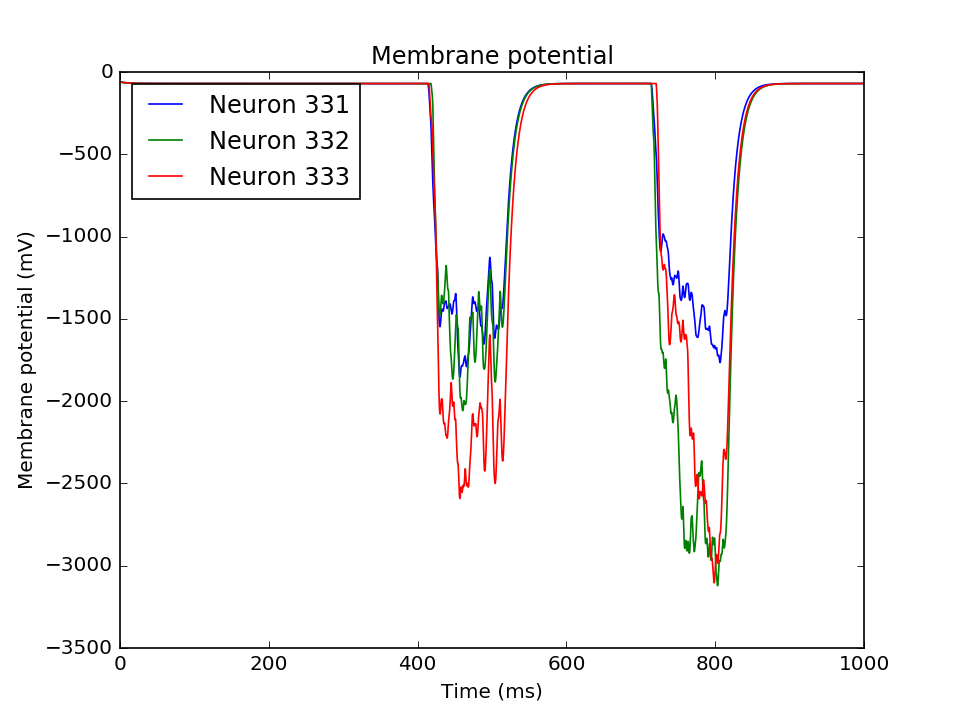 Membrane potential
0
−500
−1000
−1500
−2000
−2500
−3000
−3500
Membrane potential (mV)
Neuron 331
Neuron 332
Neuron 333
0 200 400 600 800 1000
Time (ms)